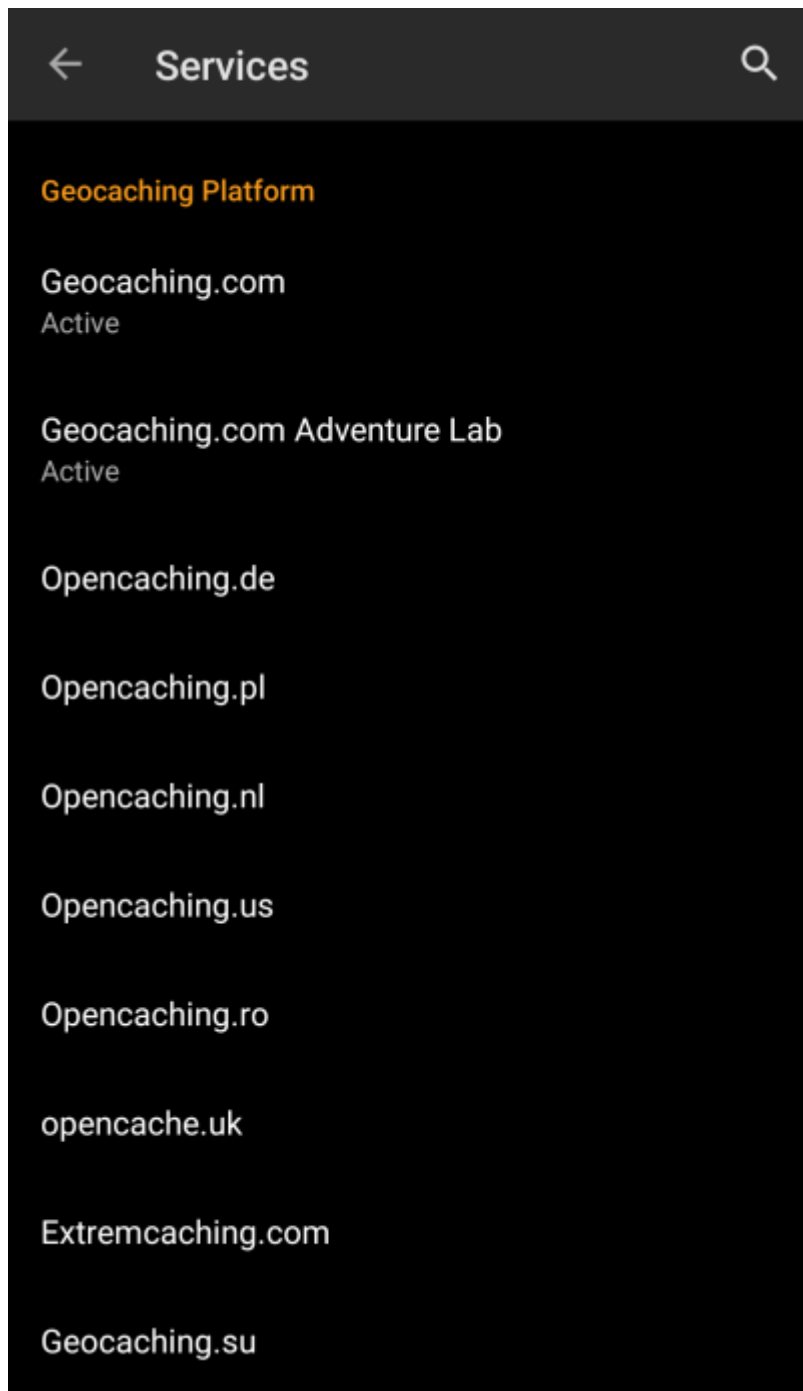 Services
Geocaching Platform
Geocaching.com
Active
Geocaching.com Adventure Lab
Active
Opencaching.de
Opencaching.pl
Opencaching.nl
Opencaching.us
Opencaching.ro
opencache.uk
Extremcaching.com
Geocaching.su